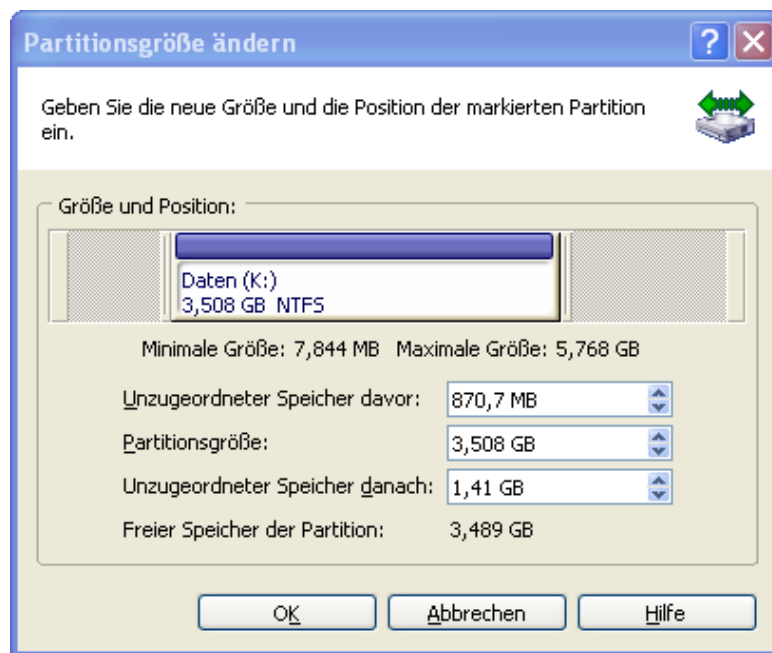 Partitionsgröße ändern
Geben Sie die neue Größe und die Position der markierten Partition
ein.
Größe und Position:
Daten (K:)
3,508 GB NTFS
Minimale Größe: 7,844 MB Maximale Größe: 5,768 GB
Unzugeordneter Speicher davor: 870,7 MB
Partitionsgröße: 3,508 GB
Unzugeordneter Speicher danach: 1,41 GB
Freier Speicher der Partition: 3,489 GB
OK Abbrechen Hilfe